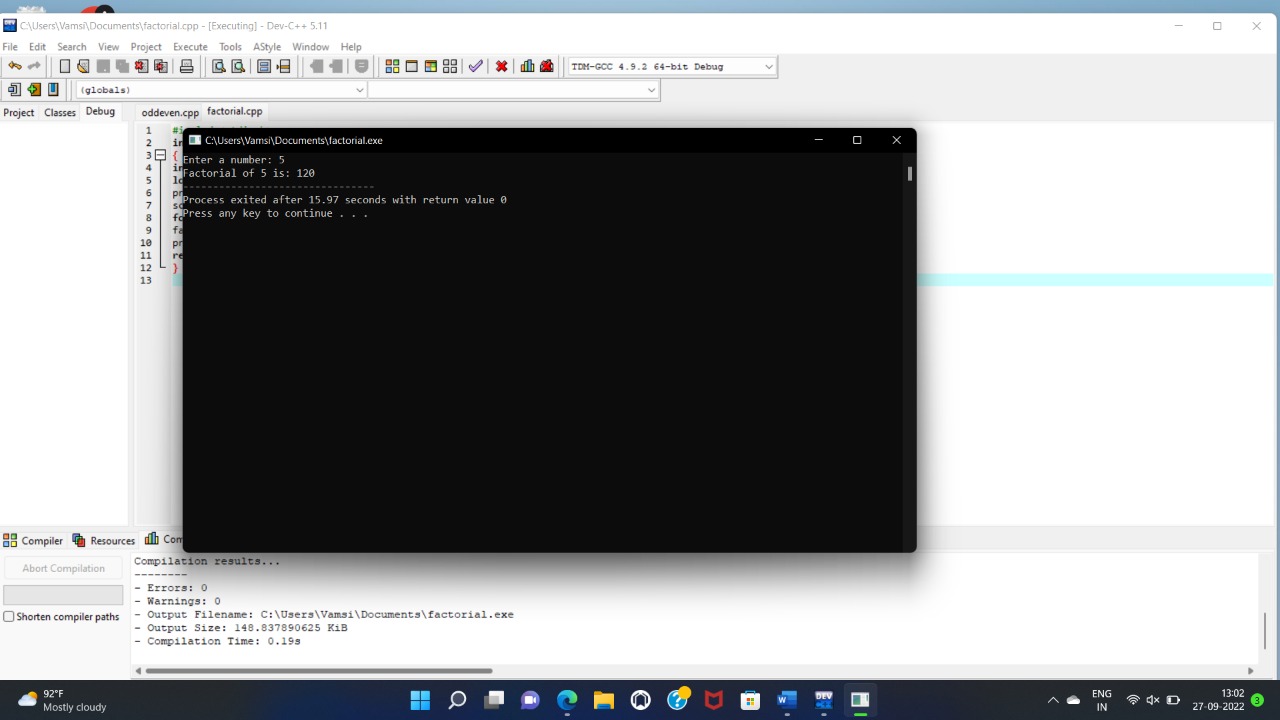 C:\Users\Vamsi\Documents\factorial.cpp - [Executing] - Dev-C++ 5.11
File Edit Search View Project Execute Tools AStyle Window Help
TDM-GCC 4.9.2 64-bit Debug
(globals)
Project Classes Debug oddeven.cpp factorial.cpp
C:\Users\Vamsi\Documents\factorial.exe
Enter a number: 5
Factorial of 5 is: 120
--------------------------------
Process exited after 15.97 seconds with return value 0
Press any key to continue . . .
1
2 in
3 {
4 in
5 lo
6 pr
7 sc
8 fo
9 fa
10 pr
11 re
12 }
13
Compiler Resources
Abort Compilation
Shorten compiler paths
Compilation results...
--------
- Errors: 0
- Warnings: 0
- Output Filename: C:\Users\Vamsi\Documents\factorial.exe
- Output Size: 148.837890625 KiB
- Compilation Time: 0.19s
92°F
Mostly cloudy
DEV
ENG
IN
13:02
27-09-2022
3